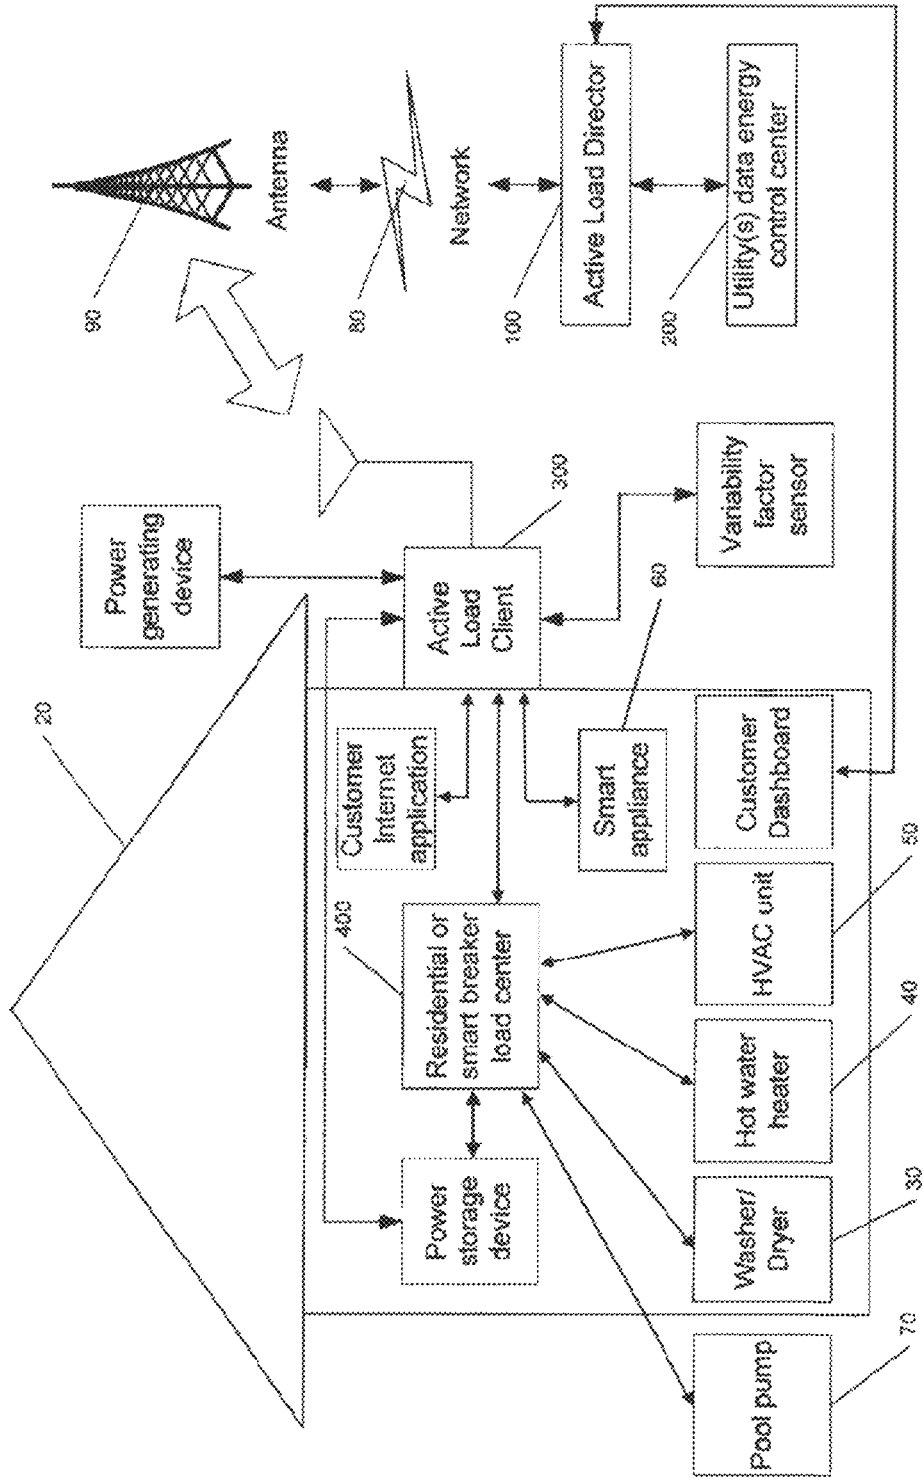 20
Power
generating
device
90
Antenna
80
Network
300
Active
Load
Client
100
Active Load Director
200
Utility(s) data energy
control center
Customer
Internet
application
400
Residential or
smart breaker
load center
Power
storage
device
Smart
appliance
60
Variability
factor
sensor
Pool pump
70
Washer/
Dryer
30
Hot water
heater
40
HVAC unit
50
Customer
Dashboard